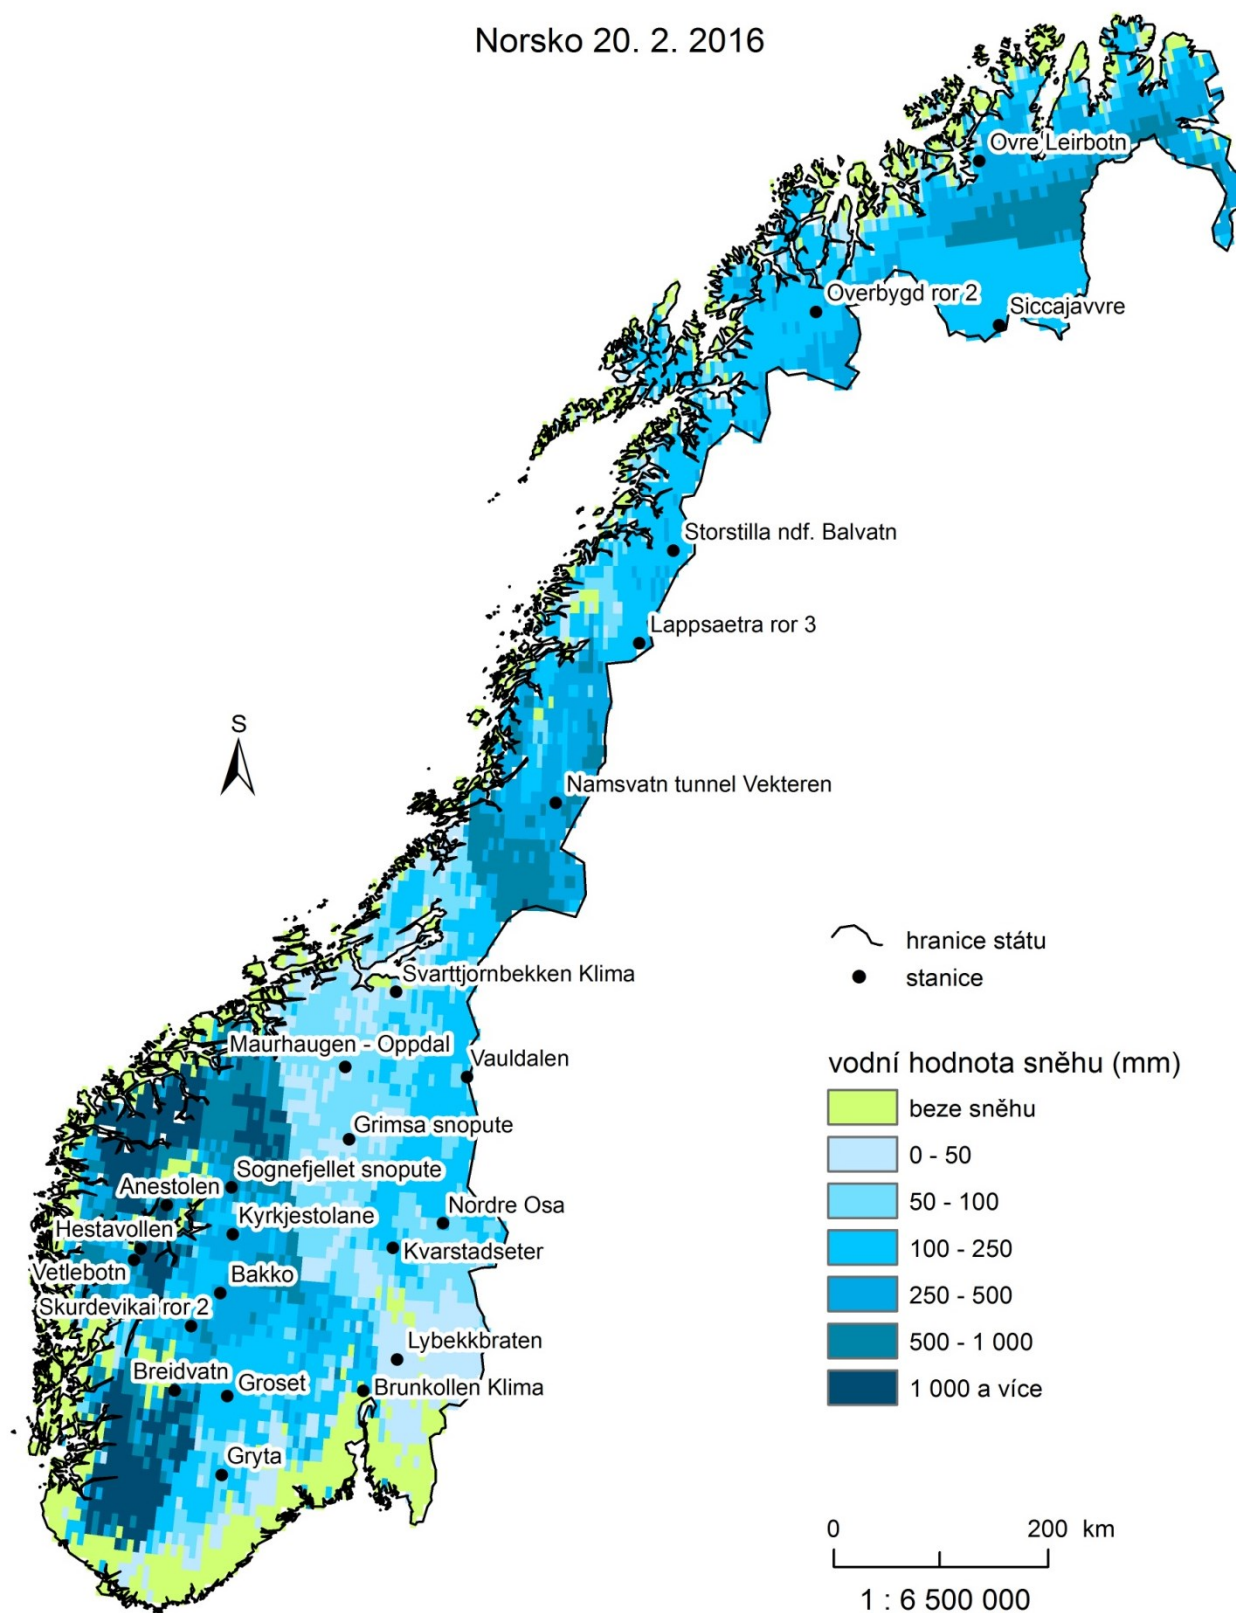 Norsko 20. 2. 2016
Ovre Leirbotn
Overbygd ror 2
Siccajavvre
Storstilla ndf. Balvatn
Lappsaetra ror 3
S
Namsvatn tunnel Vekteren
hranice státu
stanice
Svarttjornbekken Klima
Maurhaugen - Oppdal
Vauldalen
Grimsa snopute
Sognefjellet snopute
Anestolen
Nordre Osa
Kyrkjestolane
Hestavollen
Kvarstadseter
Vetlebotn
Bakko
Skurdevikai ror 2
Lybekkbraten
Breidvatn
Groset
Brunkollen Klima
Gryta
vodní hodnota sněhu (mm)
beze sněhu
0 - 50
50 - 100
100 - 250
250 - 500
500 - 1 000
1 000 a více
0 200 km
1 : 6 500 000